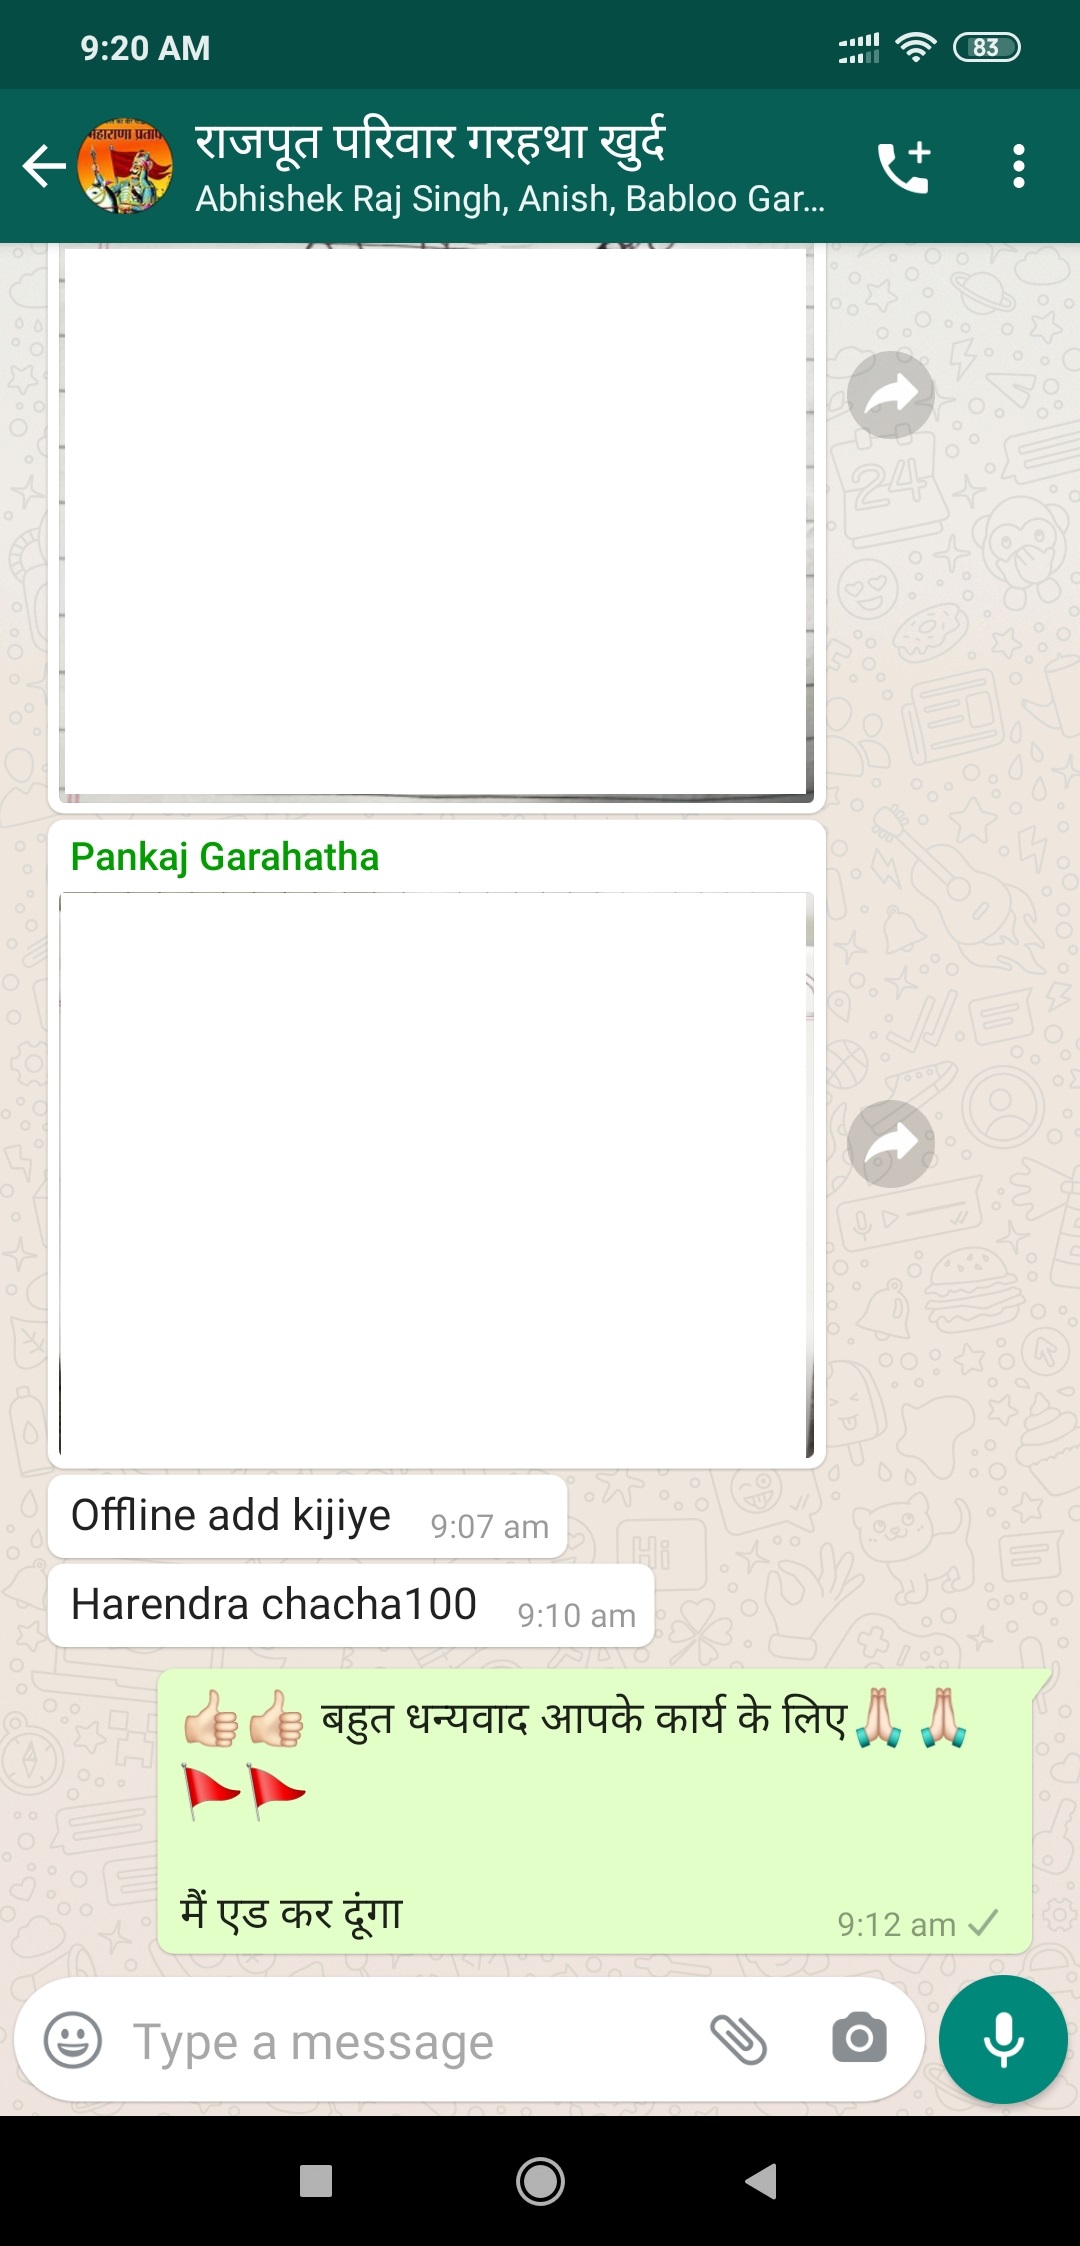 9:20 AM
83
महाराणा प्रताप
राजपूत परिवार गरहथा खुर्द
Abhishek Raj Singh, Anish, Babloo Gar...
Pankaj Garahatha
Offline add kijiye 9:07 am
Harendra chacha100 9:10 am
👍🏻👍🏻 बहुत धन्यवाद आपके कार्य के लिए🙏🏻 🙏🏻
🚩🚩
मैं एड कर दूंगा
9:12 am
Type a message